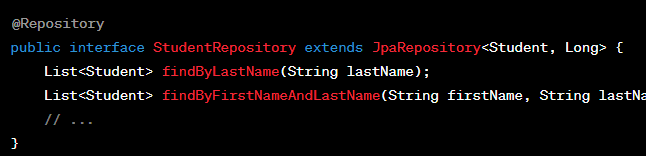 @Repository
public interface StudentRepository extends JpaRepository<Student, Long> {
List<Student> findByLastName(String lastName);
List<Student> findByFirstNameAndLastName(String firstName, String lastNa
// ...
}